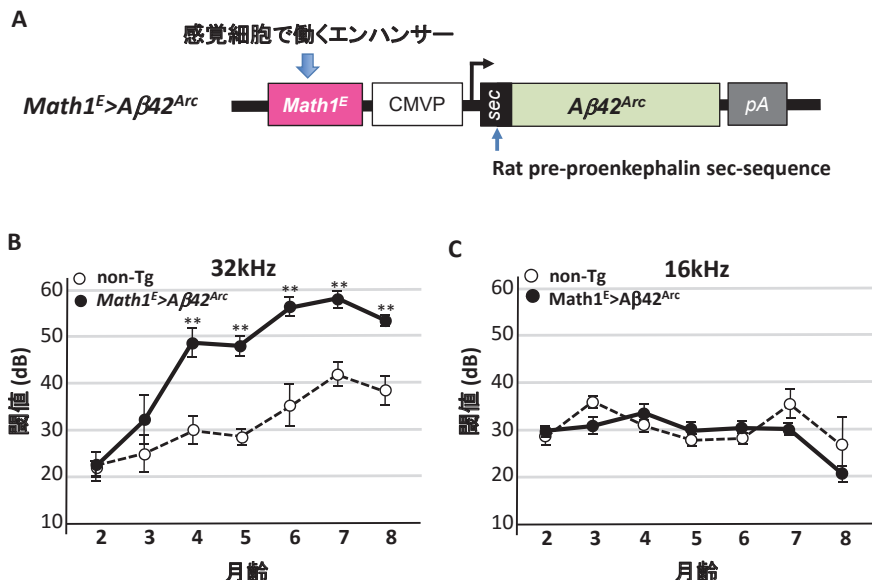 A
感覚細胞で働くエンハンサー
Math1ᴱ>Aβ42ᴬʳᶜ
Math1ᴱ
CMVP
sec
Aβ42ᴬʳᶜ
pA
Rat pre-proenkephalin sec-sequence
B
non-Tg
32kHz
Math1ᴱ>Aβ42ᴬʳᶜ
** ** ** ** **
60
50
40
30
20
10
閾値 (dB)
2 3 4 5 6 7 8
月齢
C
non-Tg
16kHz
Math1ᴱ>Aβ42ᴬʳᶜ
60
50
40
30
20
10
閾値 (dB)
2 3 4 5 6 7 8
月齢